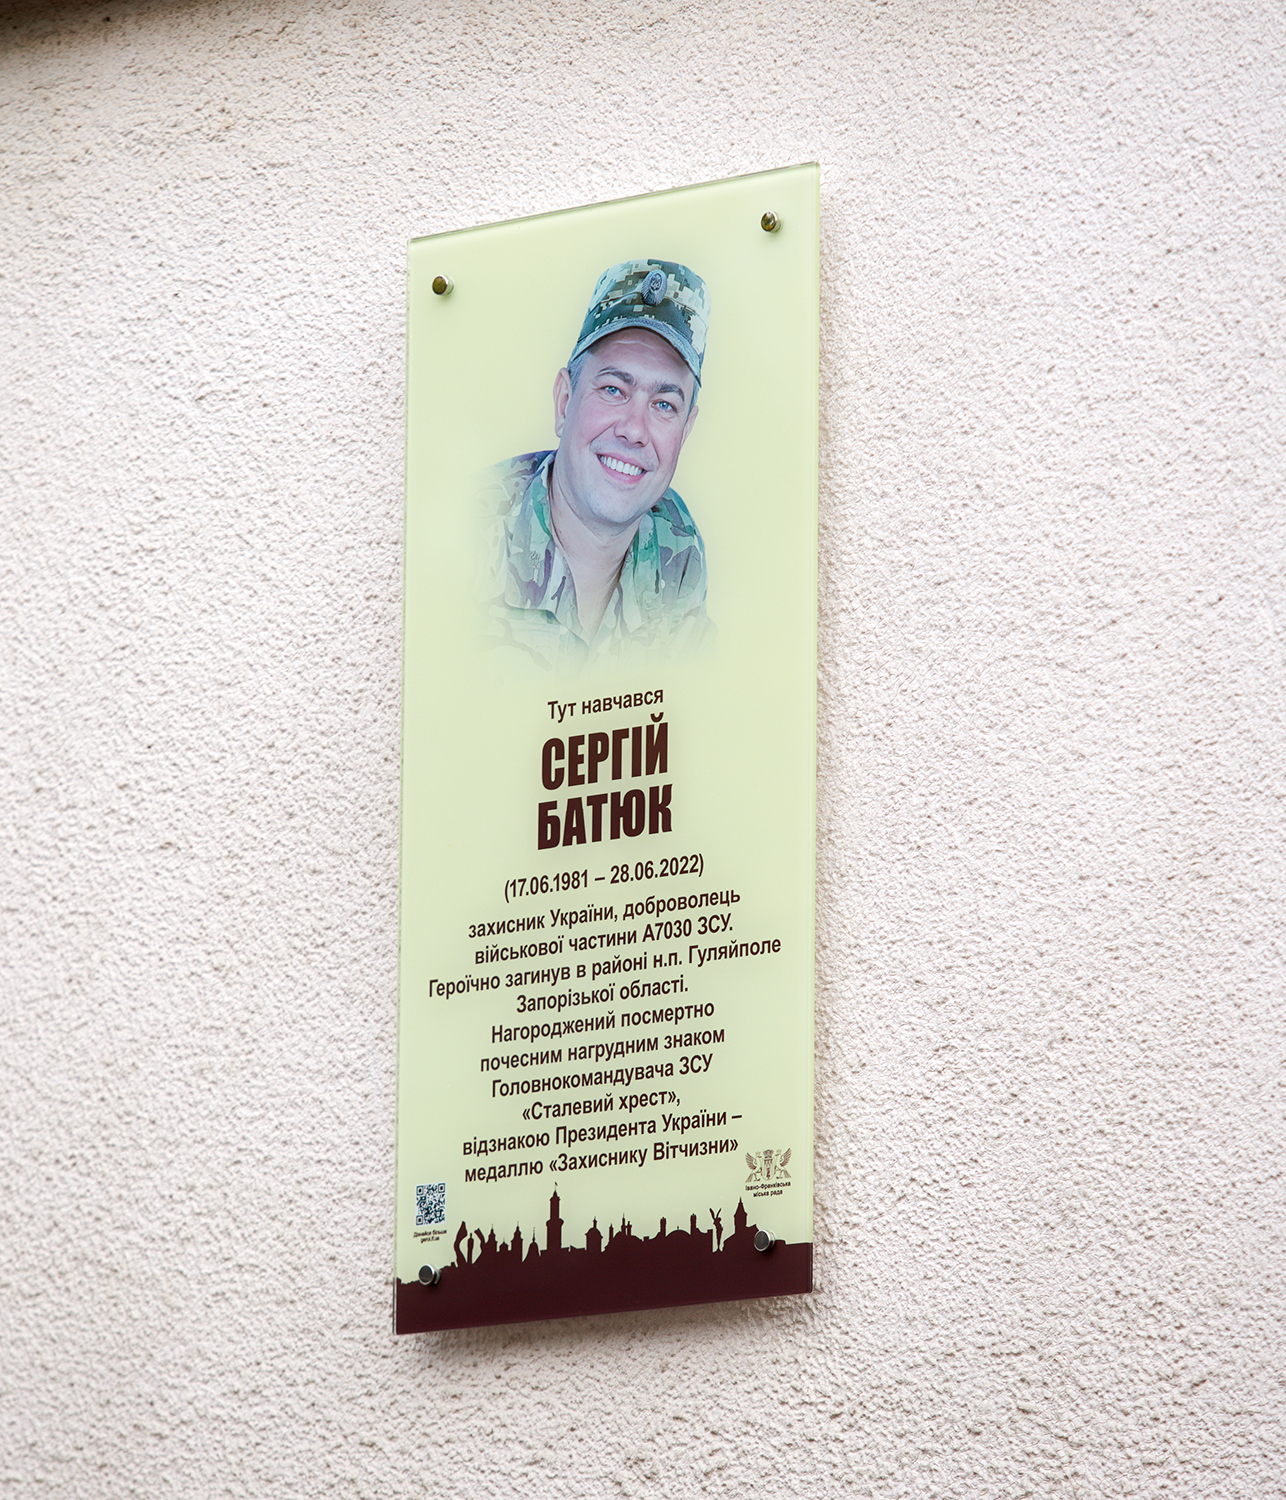 Тут навчався
СЕРГІЙ
БАТЮК
(17.06.1981 – 28.06.2022)
захисник України, доброволець
військової частини А7030 ЗСУ.
Героїчно загинув в районі н.п. Гуляйполе
Запорізької області.
Нагороджений посмертно
почесним нагрудним знаком
Головнокомандувача ЗСУ
«Сталевий хрест»,
відзнакою Президента України –
медаллю «Захиснику Вітчизни»
Івано-Франківська
міська рада
Дізнайся більше